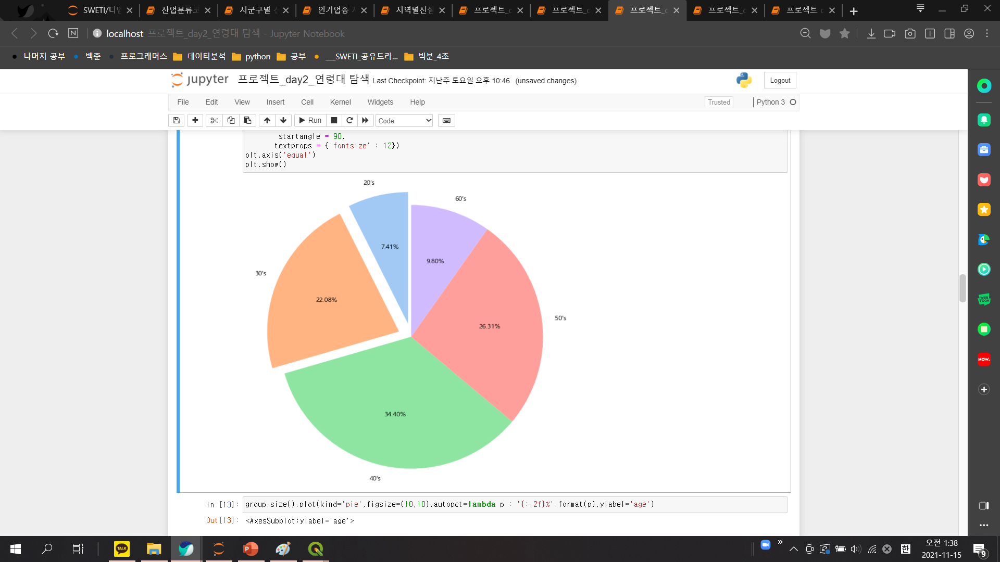 SWETI/디
산업분류
시군구별
인기업종
지역별신설
프로젝트_
프로젝트_
프로젝트_
프로젝트_
프로젝트
localhost 프로젝트_day2_연령대 탐색 - Jupyter Notebook
나머지 공부 백준 프로그래머스 데이터분석 python 공부 __SWETI_공유드라... 빅분_4조
jupyter 프로젝트_day2_연령대 탐색 Last Checkpoint: 지난주 토요일 오후 10:46 (unsaved changes)
Logout
File Edit View Insert Cell Kernel Widgets Help
Trusted Python 3
Run Code
startangle = 90,
textprops = {'fontsize' : 12})
plt.axis('equal')
plt.show()
20's
60's
7.41%
9.80%
30's
22.08%
50's
26.31%
34.40%
40's
In [13]: group.size().plot(kind='pie',figsize=(10,10),autopct=lambda p : '{:.2f}%'.format(p),ylabel='age')
Out[13]: <AxesSubplot:ylabel='age'>
WEB
TOON
NOW.
TALK
P
한
오전 1:38
2021-11-15
9